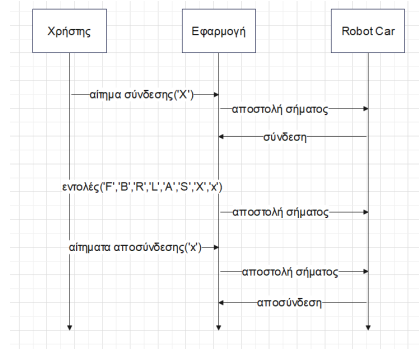 Χρήστης
Εφαρμογή
Robot Car
αίτημα σύνδεσης('X')
αποστολή σήματος
σύνδεση
εντολές('F','B','R','L','A','S','X','x')
αποστολή σήματος
αίτηματα αποσύνδεσης('x')
αποστολή σήματος
αποσύνδεση